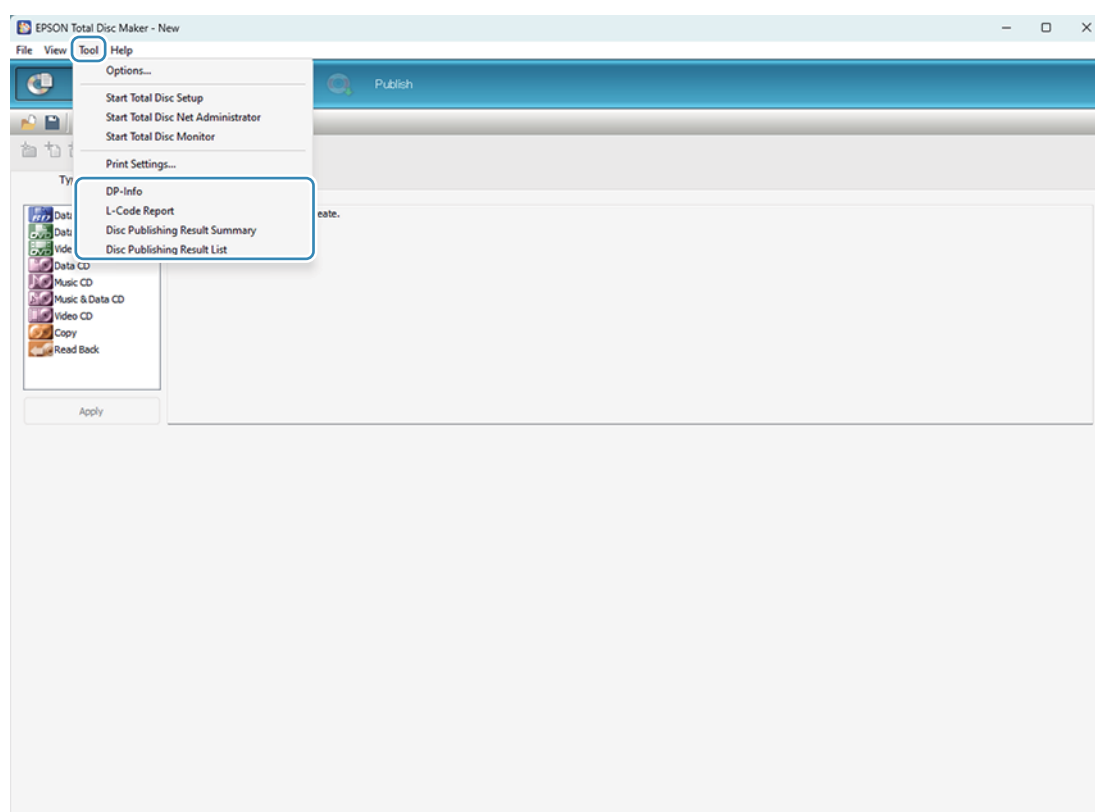 EPSON Total Disc Maker - New
File View Tool Help
Options...
Publish
Start Total Disc Setup
Start Total Disc Net Administrator
Start Total Disc Monitor
Print Settings...
DP-Info
L-Code Report
Disc Publishing Result Summary
Disc Publishing Result List
eate.
Data CD
Music CD
Music & Data CD
Video CD
Copy
Read Back
Apply